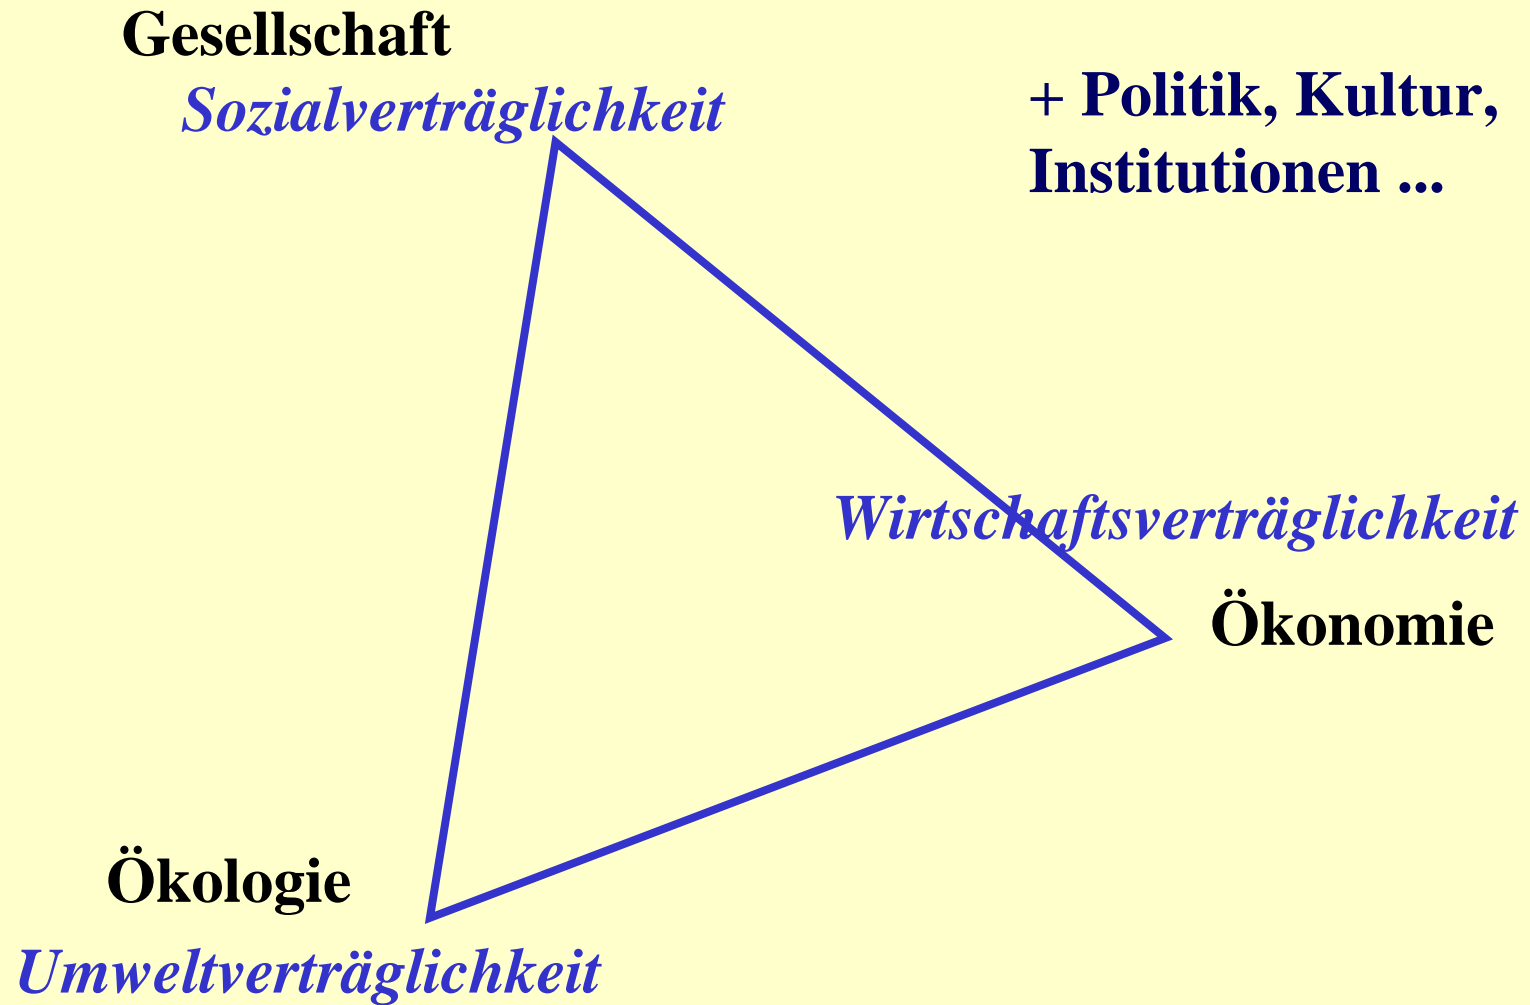 Gesellschaft
Sozialverträglichkeit
+ Politik, Kultur,
Institutionen ...
Wirtschaftsverträglichkeit
Ökonomie
Ökologie
Umweltverträglichkeit